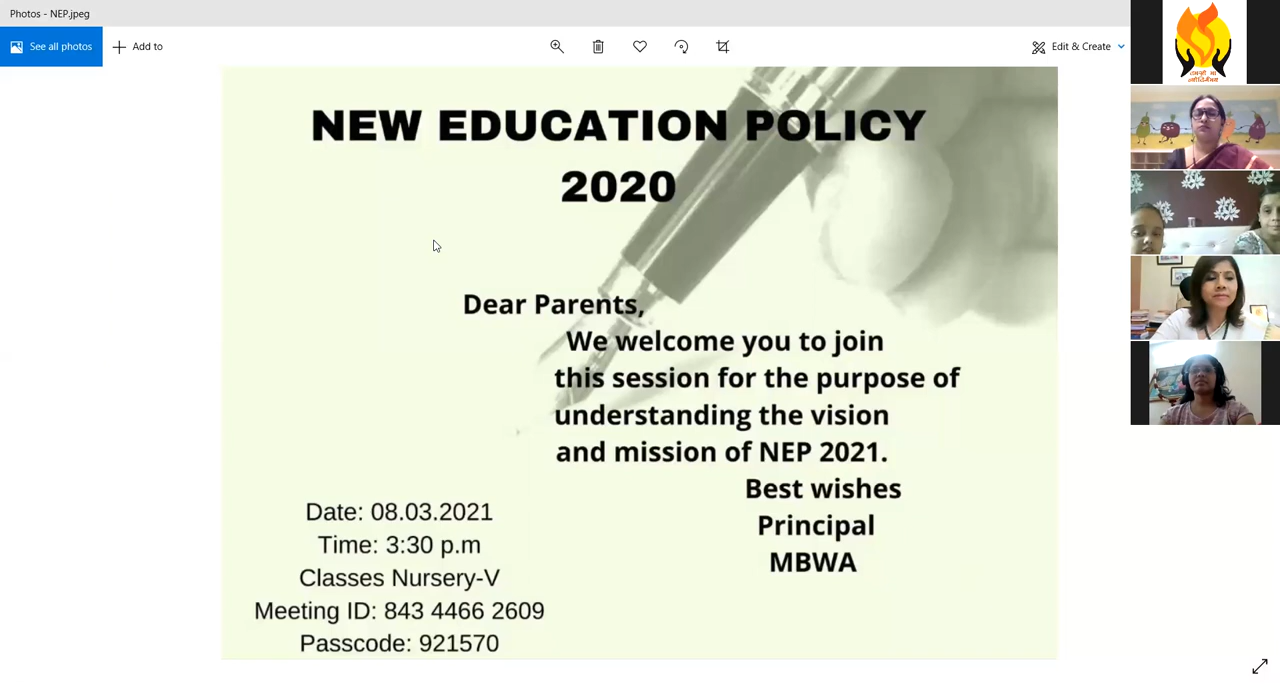 Photos - NEP.jpeg
See all photos
Add to
Edit & Create
NEW EDUCATION POLICY
2020
Dear Parents,
We welcome you to join
this session for the purpose of
understanding the vision
and mission of NEP 2021.
Best wishes
Principal
MBWA
Date: 08.03.2021
Time: 3:30 p.m
Classes Nursery-V
Meeting ID: 843 4466 2609
Passcode: 921570
तमसो मा
ज्योतिर्गमय